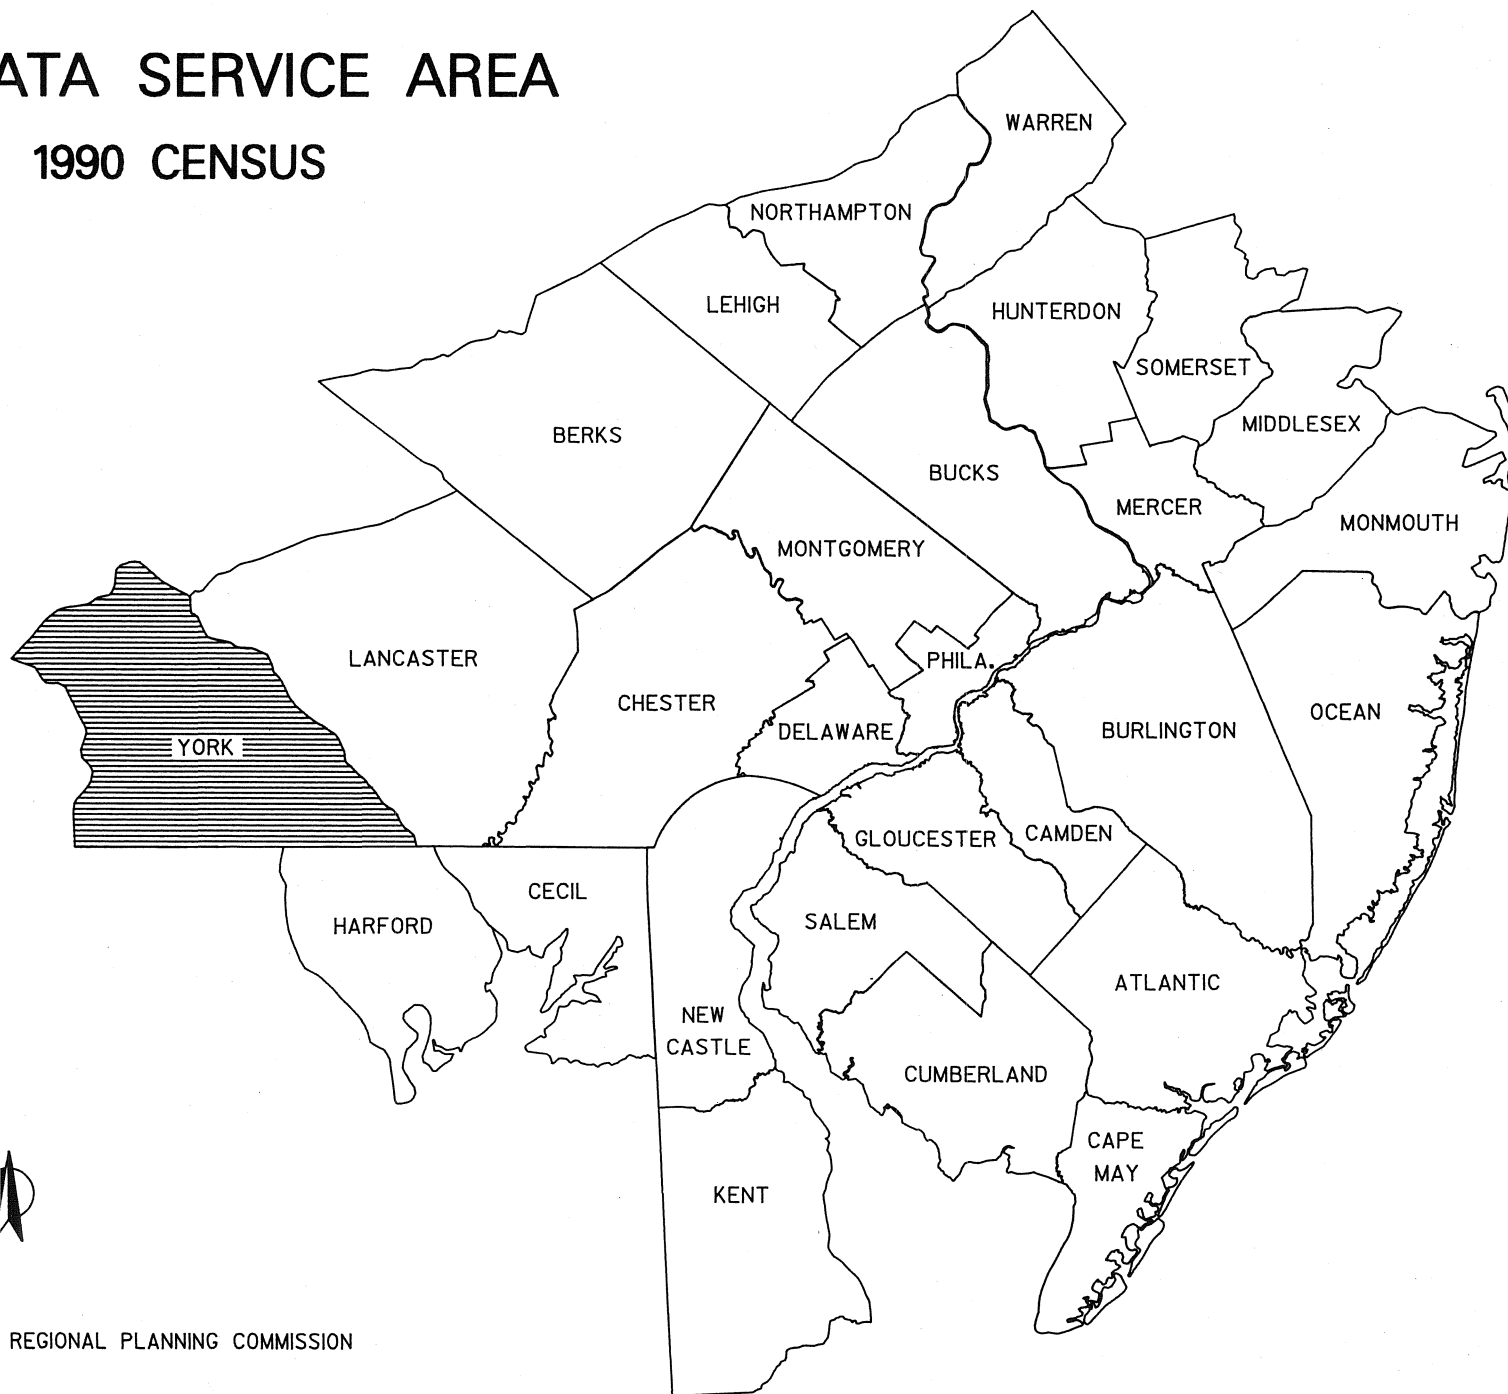 ATA SERVICE AREA
1990 CENSUS
WARREN
NORTHAMPTON
LEHIGH
HUNTERDON
SOMERSET
MIDDLESEX
BERKS
BUCKS
MERCER
MONMOUTH
MONTGOMERY
LANCASTER
PHILA.
CHESTER
DELAWARE
BURLINGTON
OCEAN
YORK
GLOUCESTER
CAMDEN
CECIL
HARFORD
SALEM
ATLANTIC
NEW
CASTLE
CUMBERLAND
CAPE
MAY
KENT
REGIONAL PLANNING COMMISSION